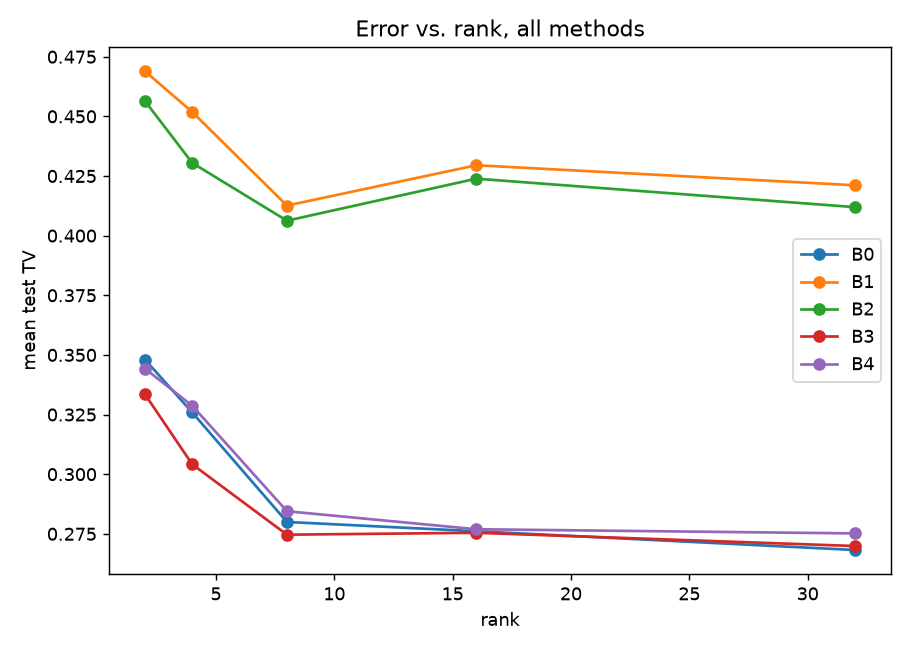 Error vs. rank, all methods
mean test TV
0.475
0.450
0.425
0.400
0.375
0.350
0.325
0.300
0.275
B0
B1
B2
B3
B4
5 10 15 20 25 30
rank